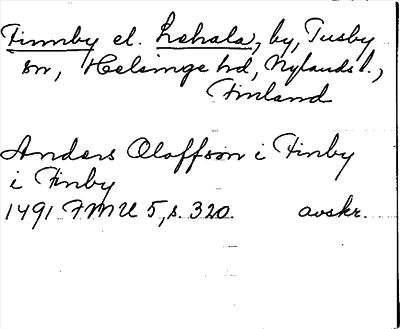 Finnby el. Lehala, by, Tusby
sn, Helsinge hd, Nylands l.,
Finland
Anders Olaffson i Finby
i Finby
1491 FMU 5, s. 320. avskr.